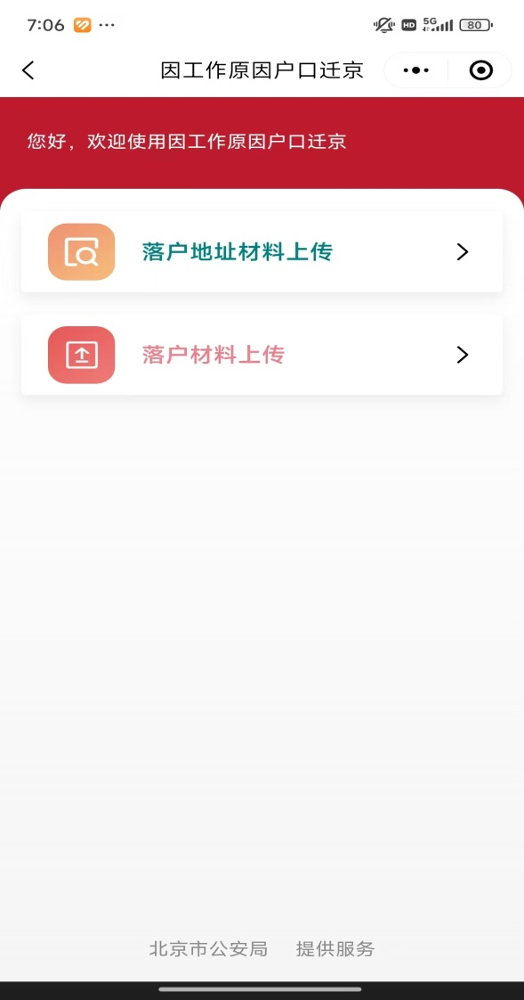 7:06 HD 5G 80
因工作原因户口迁京
您好，欢迎使用因工作原因户口迁京
落户地址材料上传
落户材料上传
北京市公安局 提供服务